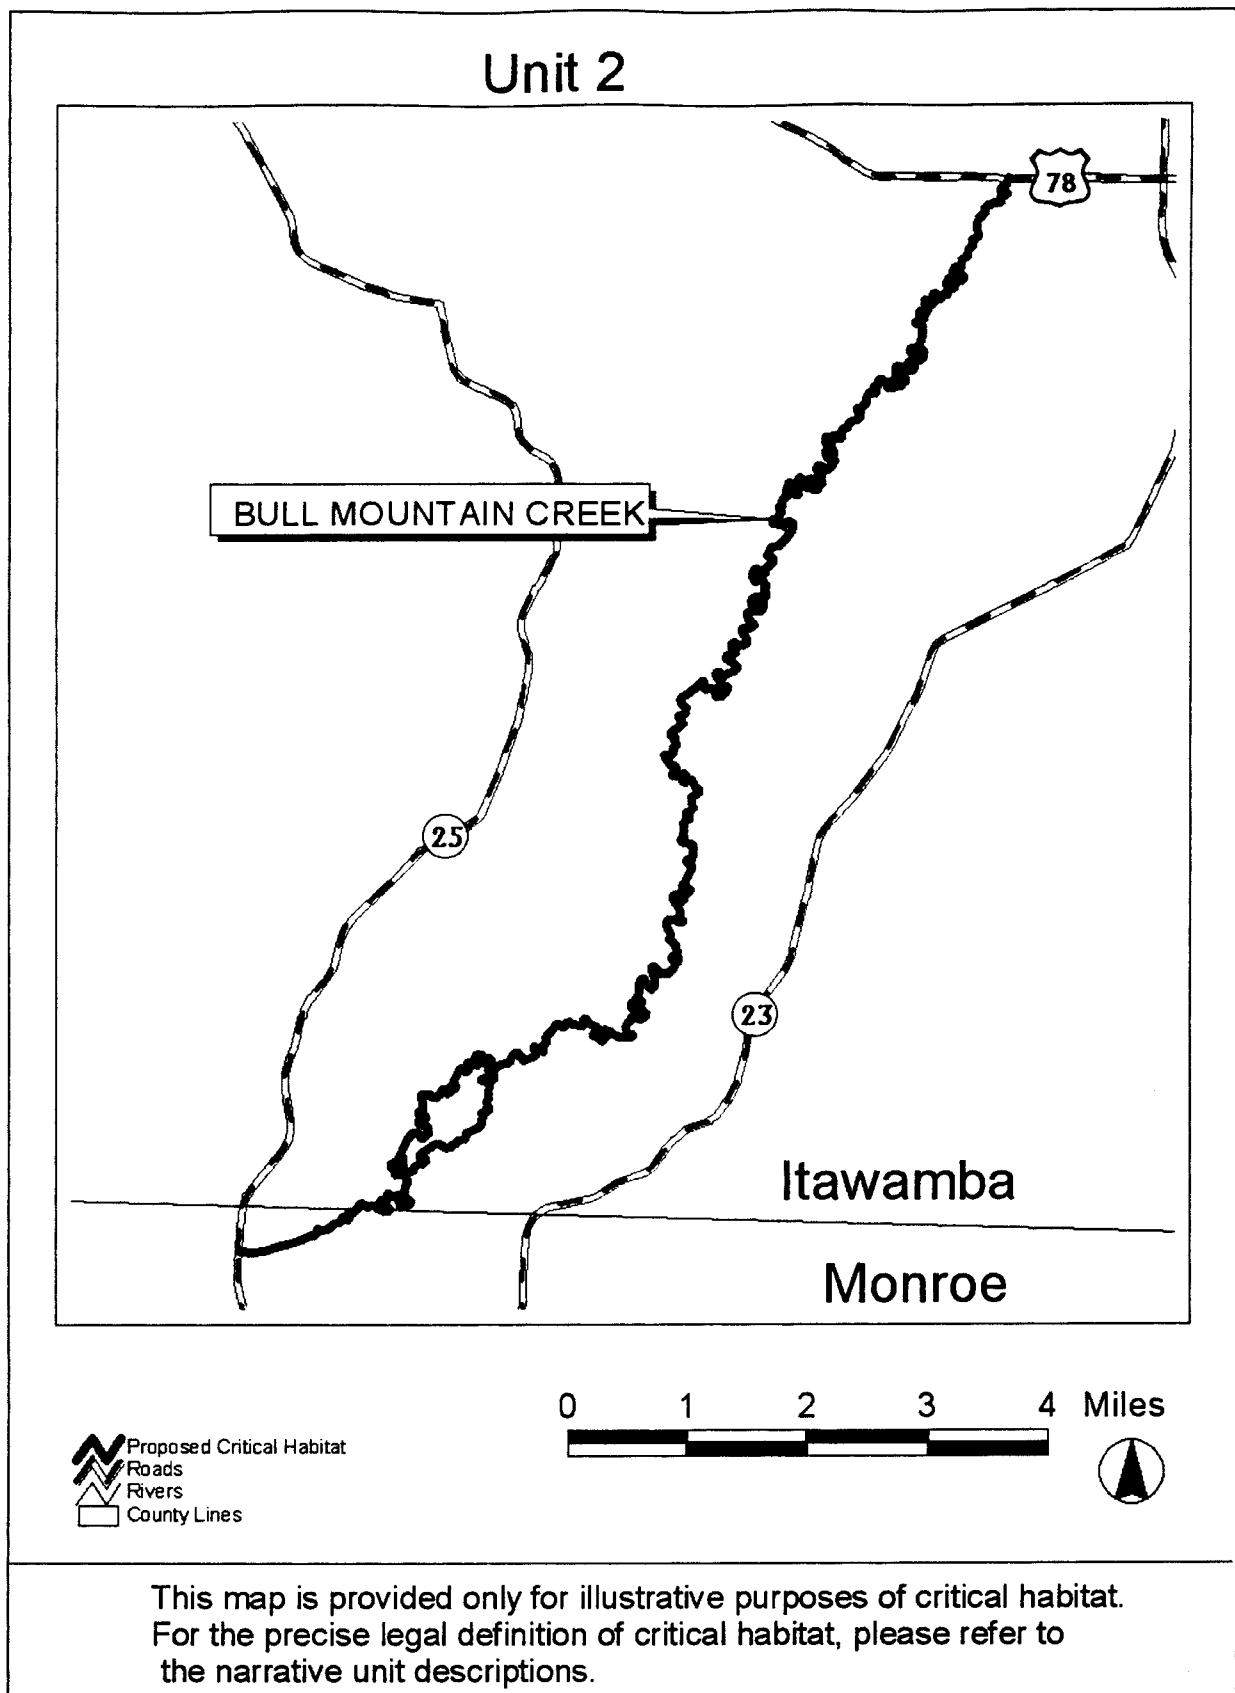 Unit 2
78
BULL MOUNTAIN CREEK
25
23
Itawamba
Monroe
0 1 2 3 4 Miles
Proposed Critical Habitat
Roads
Rivers
County Lines
This map is provided only for illustrative purposes of critical habitat.
For the precise legal definition of critical habitat, please refer to
the narrative unit descriptions.